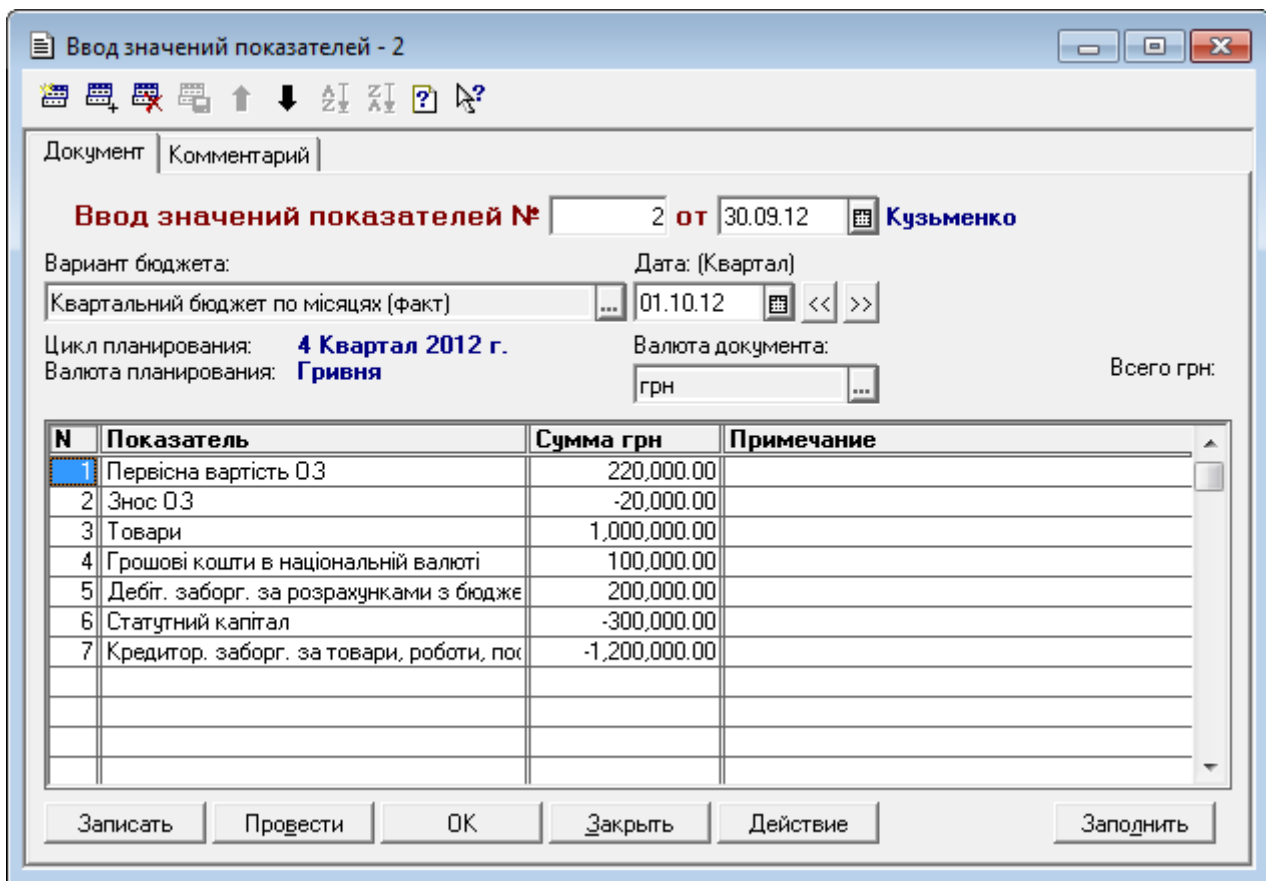 Ввод значений показателей - 2
Документ Комментарий
Ввод значений показателей № 2 от 30.09.12 Кузьменко
Вариант бюджета: Дата: (Квартал)
Квартальний бюджет по місяцях (факт) ... 01.10.12 << >>
Цикл планирования: 4 Квартал 2012 г. Валюта документа:
Валюта планирования: Гривня Всего грн:
грн ...
N Показатель Сумма грн Примечание
1 Первісна вартість ОЗ 220,000.00
2 Знос ОЗ -20,000.00
3 Товари 1,000,000.00
4 Грошові кошти в національній валюті 100,000.00
5 Дебіт. заборг. за розрахунками з бюдже 200,000.00
6 Статутний капітал -300,000.00
7 Кредитор. заборг. за товари, роботи, пос -1,200,000.00
Записать Провести OK Закрыть Действие Заполнить